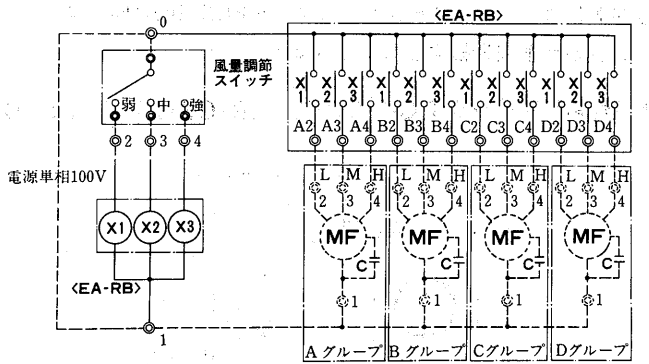 <EA-RB>
0
風量調節
スイッチ
弱 中 強
2 3 4
電源単相100V
X1 X2 X3
<EA-RB>
1
X1 X2 X3 X1 X2 X3 X1 X2 X3 X1 X2 X3
A2 A3 A4 B2 B3 B4 C2 C3 C4 D2 D3 D4
L M H L M H L M H L M H
2 3 4 2 3 4 2 3 4 2 3 4
MF MF MF MF
C C C C
1 1 1 1
Aグループ Bグループ Cグループ Dグループ